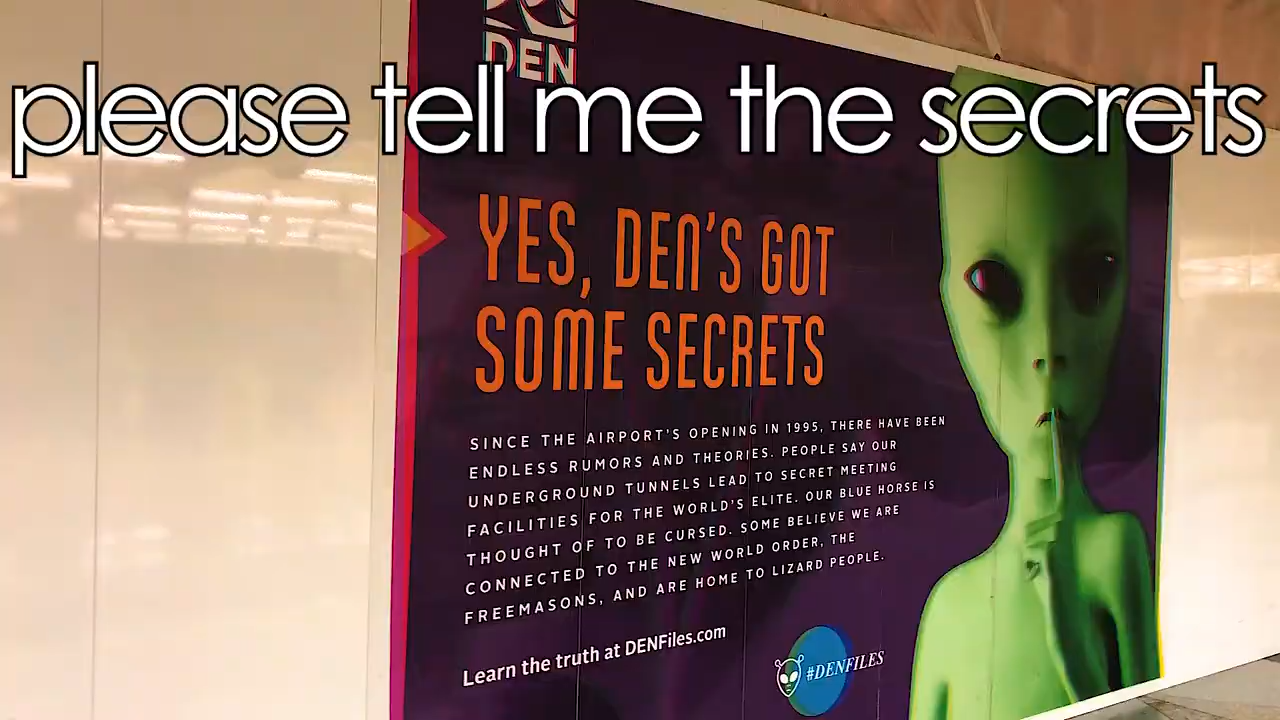 DEN
please tell me the secrets
YES, DEN'S GOT
SOME SECRETS
SINCE THE AIRPORT'S OPENING IN 1995, THERE HAVE BEEN
ENDLESS RUMORS AND THEORIES. PEOPLE SAY OUR
UNDERGROUND TUNNELS LEAD TO SECRET MEETING
FACILITIES FOR THE WORLD'S ELITE. OUR BLUE HORSE IS
THOUGHT OF TO BE CURSED. SOME BELIEVE WE ARE
CONNECTED TO THE NEW WORLD ORDER, THE
FREEMASONS, AND ARE HOME TO LIZARD PEOPLE.
Learn the truth at DENFiles.com
#DENFILES